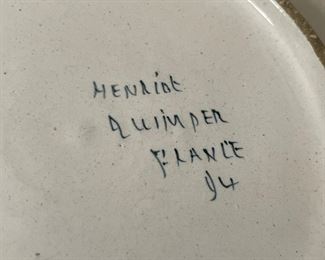 HENRIOT
QUIMPER
FRANCE
94